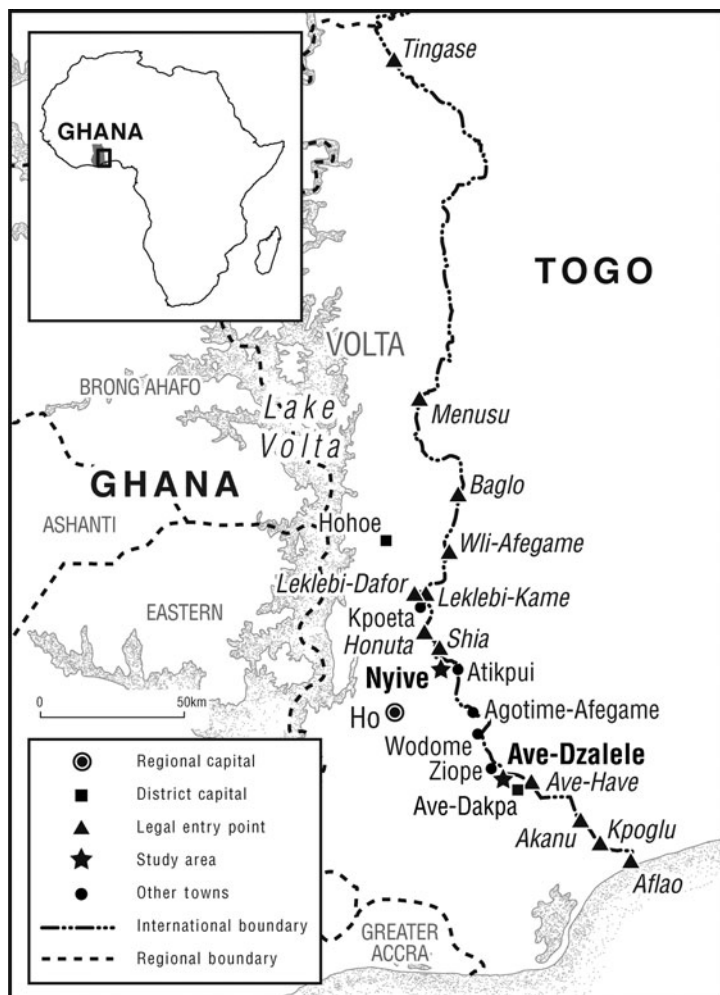 Tingase
GHANA
TOGO
VOLTA
BRONG AHAFO
Lake
Volta
Menusu
GHANA
Baglo
ASHANTI
Hohoe
Wli-Afegame
Leklebi-Dafor
Leklebi-Kame
EASTERN
Kpoeta
Honuta
Shia
Nyive
Atikpui
0
50km
Ho
Agotime-Afegame
Wodome
Ave-Dzalele
Ziope
Ave-Have
Ave-Dakpa
Akanu
Kpoglu
Aflao
Regional capital
District capital
Legal entry point
Study area
Other towns
International boundary
Regional boundary
GREATER
ACCRA